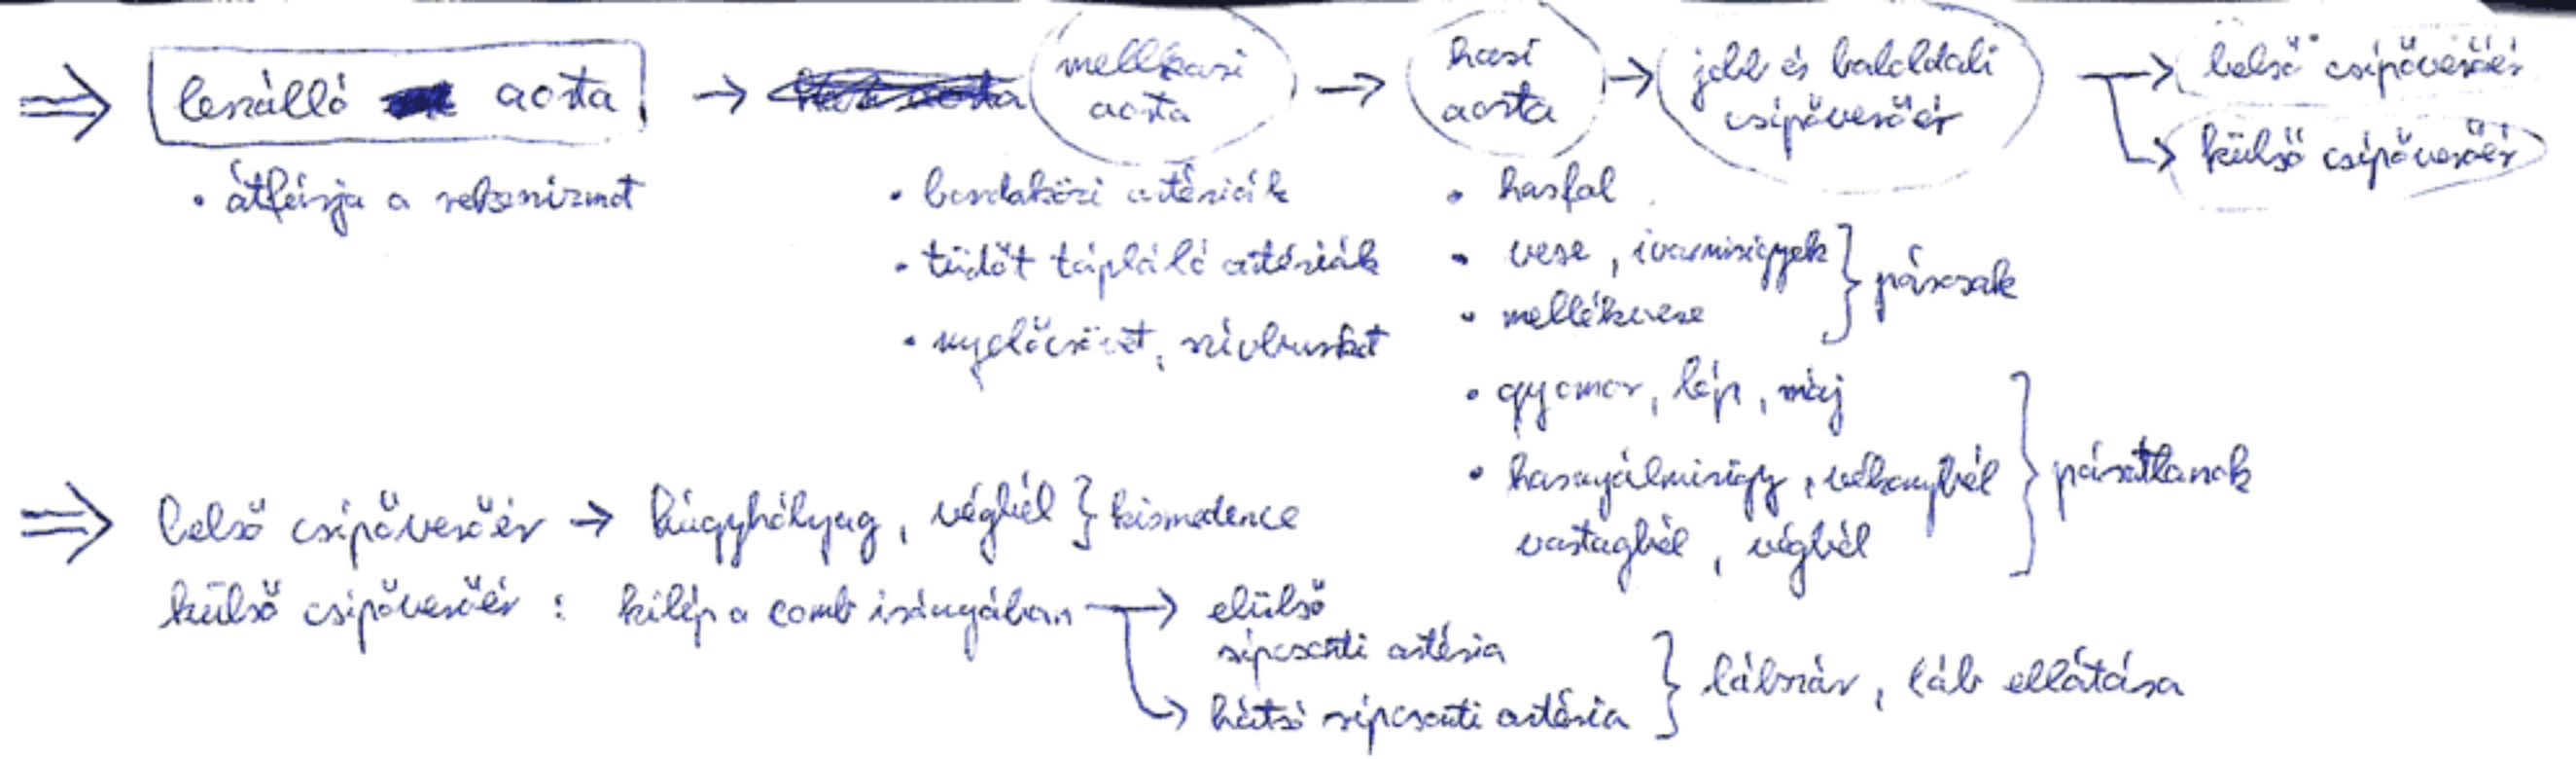 ⇒ leszálló aorta → mellkasi aorta → hasi aorta → jobb és baloldali csípőverőér → belső csípőverőér
→ külső csípőverőér
• átfúrja a rekeszizmot
• bordaközi artériák
• tüdőt tápláló artériák
• nyelőcsövet, szívburkot
• hasfal
• vese, ivarmirigyek } párosak
• mellékvese
• gyomor, lép, máj
• hasnyálmirigy, vékonybél } páratlanok
vastagbél, végbél
⇒ belső csípőverőér → húgyhólyag, végbél } kismedence
külső csípőverőér : kilép a comb irányában → elülső
sípcsonti artéria
→ hátsó sípcsonti artéria } lábszár, láb ellátása